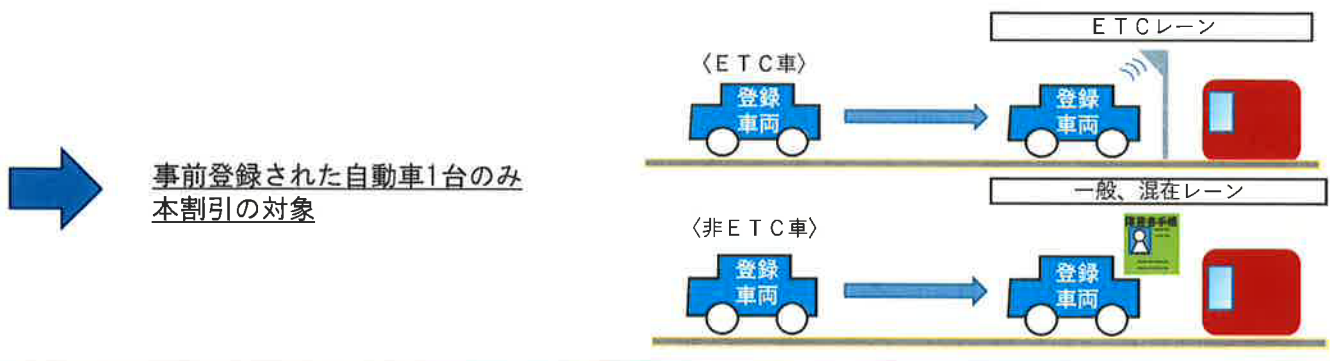 事前登録された自動車1台のみ
本割引の対象
ETCレーン
〈ETC車〉
登録
車両
登録
車両
一般、混在レーン
〈非ETC車〉
登録
車両
障害者手帳
登録
車両